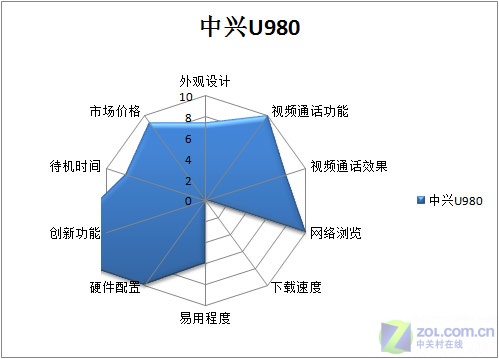 中兴U980
外观设计
视频通话功能
视频通话效果
网络浏览
下载速度
易用程度
硬件配置
创新功能
待机时间
市场价格
10
8
6
4
2
0
中兴U980
ZOL.COM.CN
中关村在线